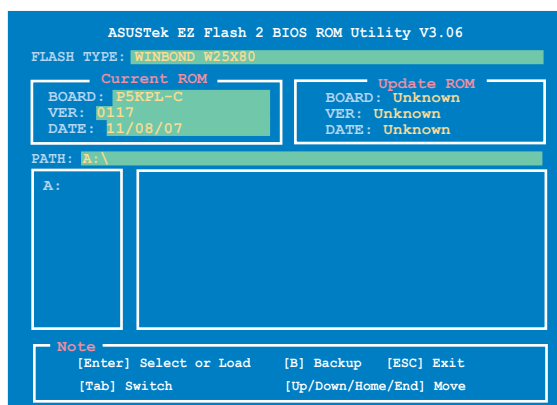 ASUSTek EZ Flash 2 BIOS ROM Utility V3.06
FLASH TYPE: WINBOND W25X80
Current ROM
BOARD: P5KPL-C
VER: 0117
DATE: 11/08/07
Update ROM
BOARD: Unknown
VER: Unknown
DATE: Unknown
PATH: A:\
A:
Note
[Enter] Select or Load [B] Backup [ESC] Exit
[Tab] Switch [Up/Down/Home/End] Move